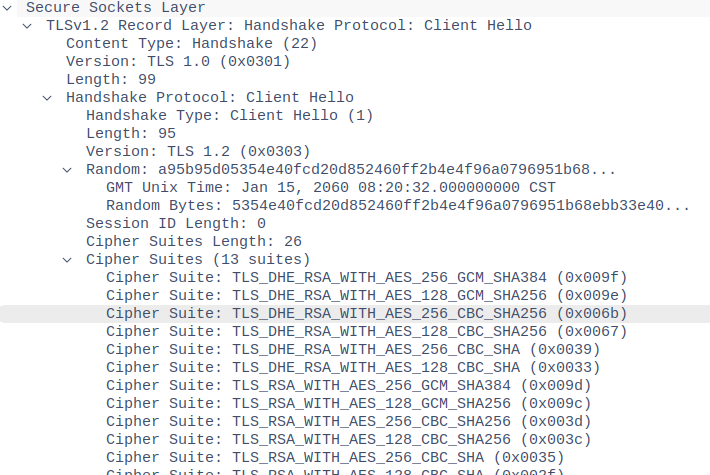 Secure Sockets Layer
TLSv1.2 Record Layer: Handshake Protocol: Client Hello
Content Type: Handshake (22)
Version: TLS 1.0 (0x0301)
Length: 99
Handshake Protocol: Client Hello
Handshake Type: Client Hello (1)
Length: 95
Version: TLS 1.2 (0x0303)
Random: a95b95d05354e40fcd20d852460ff2b4e4f96a0796951b68...
GMT Unix Time: Jan 15, 2060 08:20:32.000000000 CST
Random Bytes: 5354e40fcd20d852460ff2b4e4f96a0796951b68ebb33e40...
Session ID Length: 0
Cipher Suites Length: 26
Cipher Suites (13 suites)
Cipher Suite: TLS_DHE_RSA_WITH_AES_256_GCM_SHA384 (0x009f)
Cipher Suite: TLS_DHE_RSA_WITH_AES_128_GCM_SHA256 (0x009e)
Cipher Suite: TLS_DHE_RSA_WITH_AES_256_CBC_SHA256 (0x006b)
Cipher Suite: TLS_DHE_RSA_WITH_AES_128_CBC_SHA256 (0x0067)
Cipher Suite: TLS_DHE_RSA_WITH_AES_256_CBC_SHA (0x0039)
Cipher Suite: TLS_DHE_RSA_WITH_AES_128_CBC_SHA (0x0033)
Cipher Suite: TLS_RSA_WITH_AES_256_GCM_SHA384 (0x009d)
Cipher Suite: TLS_RSA_WITH_AES_128_GCM_SHA256 (0x009c)
Cipher Suite: TLS_RSA_WITH_AES_256_CBC_SHA256 (0x003d)
Cipher Suite: TLS_RSA_WITH_AES_128_CBC_SHA256 (0x003c)
Cipher Suite: TLS_RSA_WITH_AES_256_CBC_SHA (0x0035)
Cipher Suite: TLS_RSA_WITH_AES_128_CBC_SHA (0x002f)